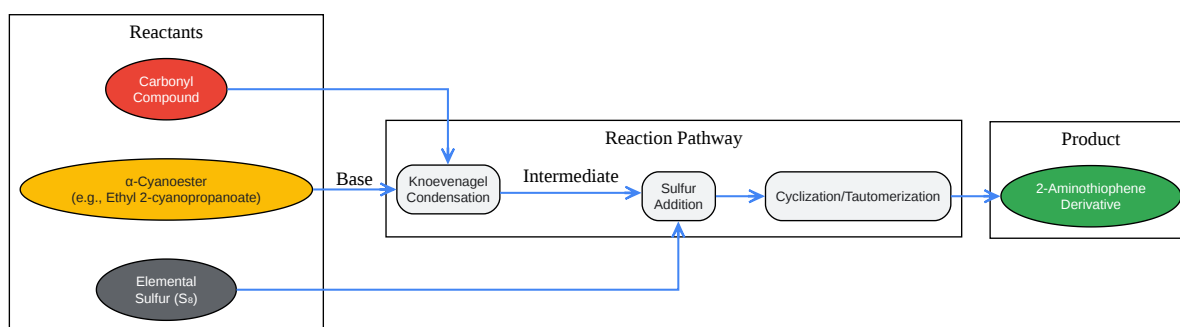 Reactants
Carbonyl
Compound
α-Cyanoester
(e.g., Ethyl 2-cyanopropanoate)
Elemental
Sulfur (S₈)
Base
Reaction Pathway
Knoevenagel
Condensation
Intermediate
Sulfur
Addition
Cyclization/Tautomerization
Product
2-Aminothiophene
Derivative